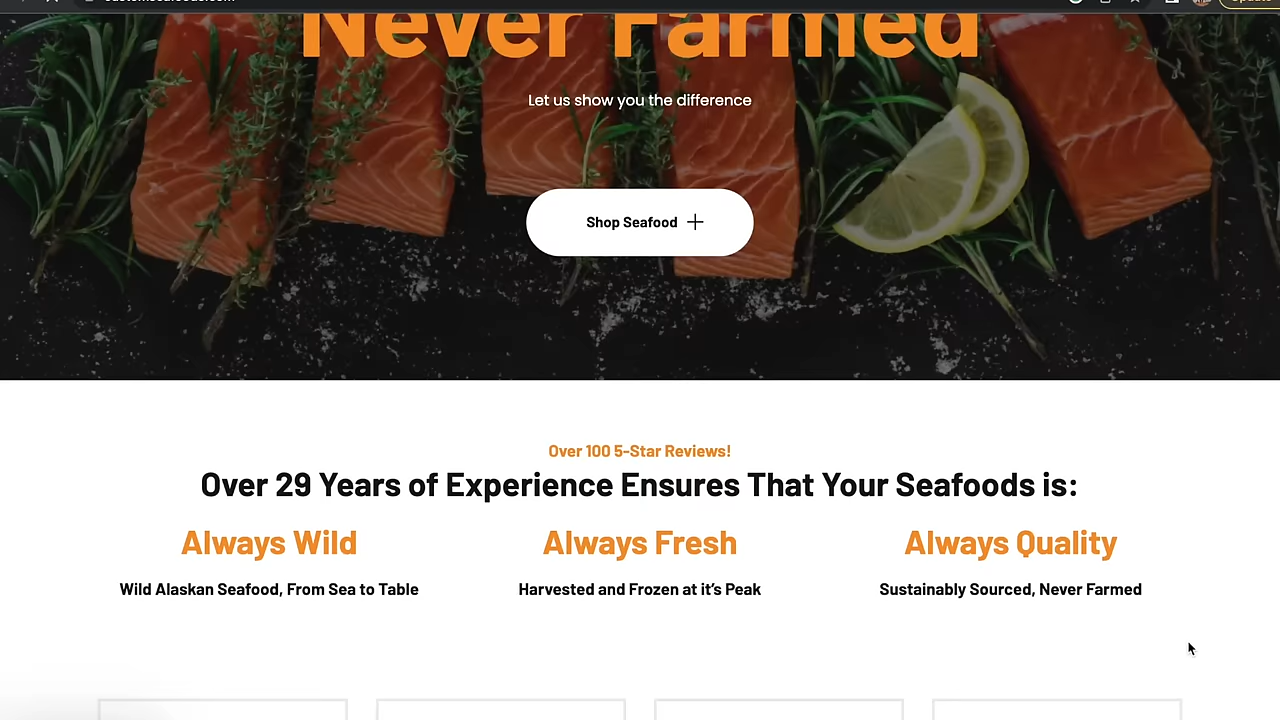 Never Farmed
Let us show you the difference
Shop Seafood
Over 100 5-Star Reviews!
Over 29 Years of Experience Ensures That Your Seafoods is:
Always Wild
Always Fresh
Always Quality
Wild Alaskan Seafood, From Sea to Table
Harvested and Frozen at it’s Peak
Sustainably Sourced, Never Farmed